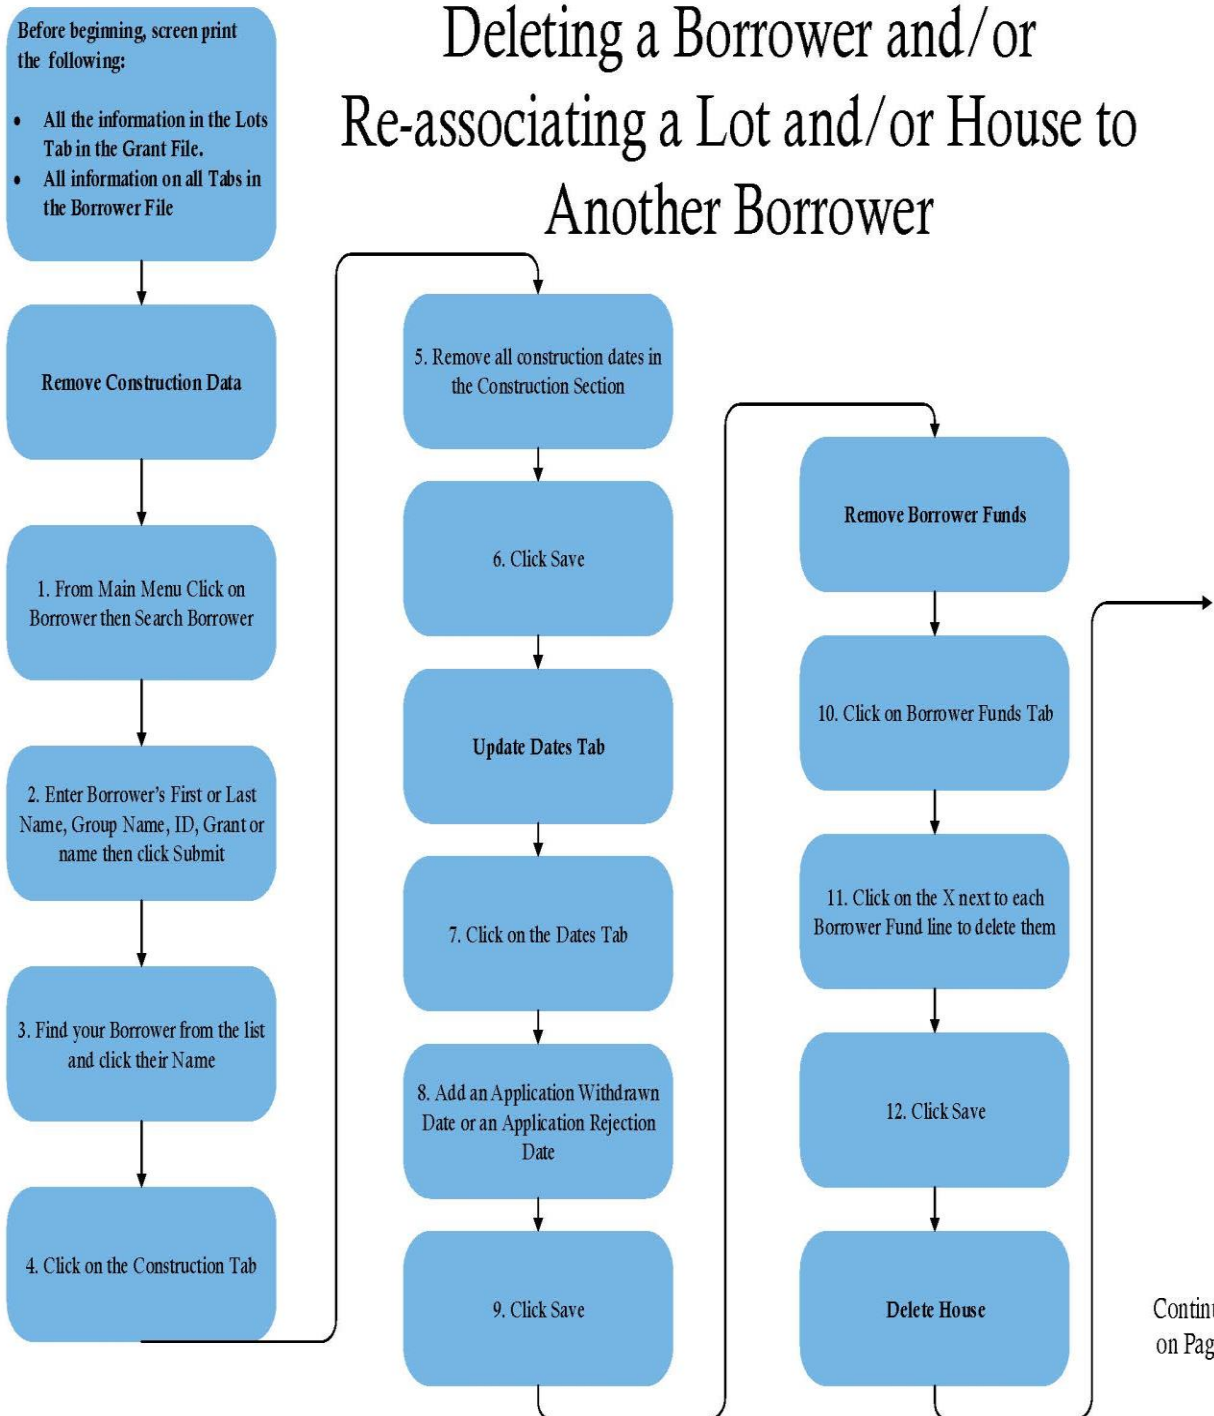 Deleting a Borrower and/or
Re-associating a Lot and/or House to
Another Borrower
Before beginning, screen print
the following:
• All the information in the Lots
Tab in the Grant File.
• All information on all Tabs in
the Borrower File
Remove Construction Data
1. From Main Menu Click on
Borrower then Search Borrower
2. Enter Borrower's First or Last
Name, Group Name, ID, Grant or
name then click Submit
3. Find your Borrower from the list
and click their Name
4. Click on the Construction Tab
5. Remove all construction dates in
the Construction Section
6. Click Save
Update Dates Tab
7. Click on the Dates Tab
8. Add an Application Withdrawn
Date or an Application Rejection
Date
9. Click Save
Remove Borrower Funds
10. Click on Borrower Funds Tab
11. Click on the X next to each
Borrower Fund line to delete them
12. Click Save
Delete House
Continu
on Pag